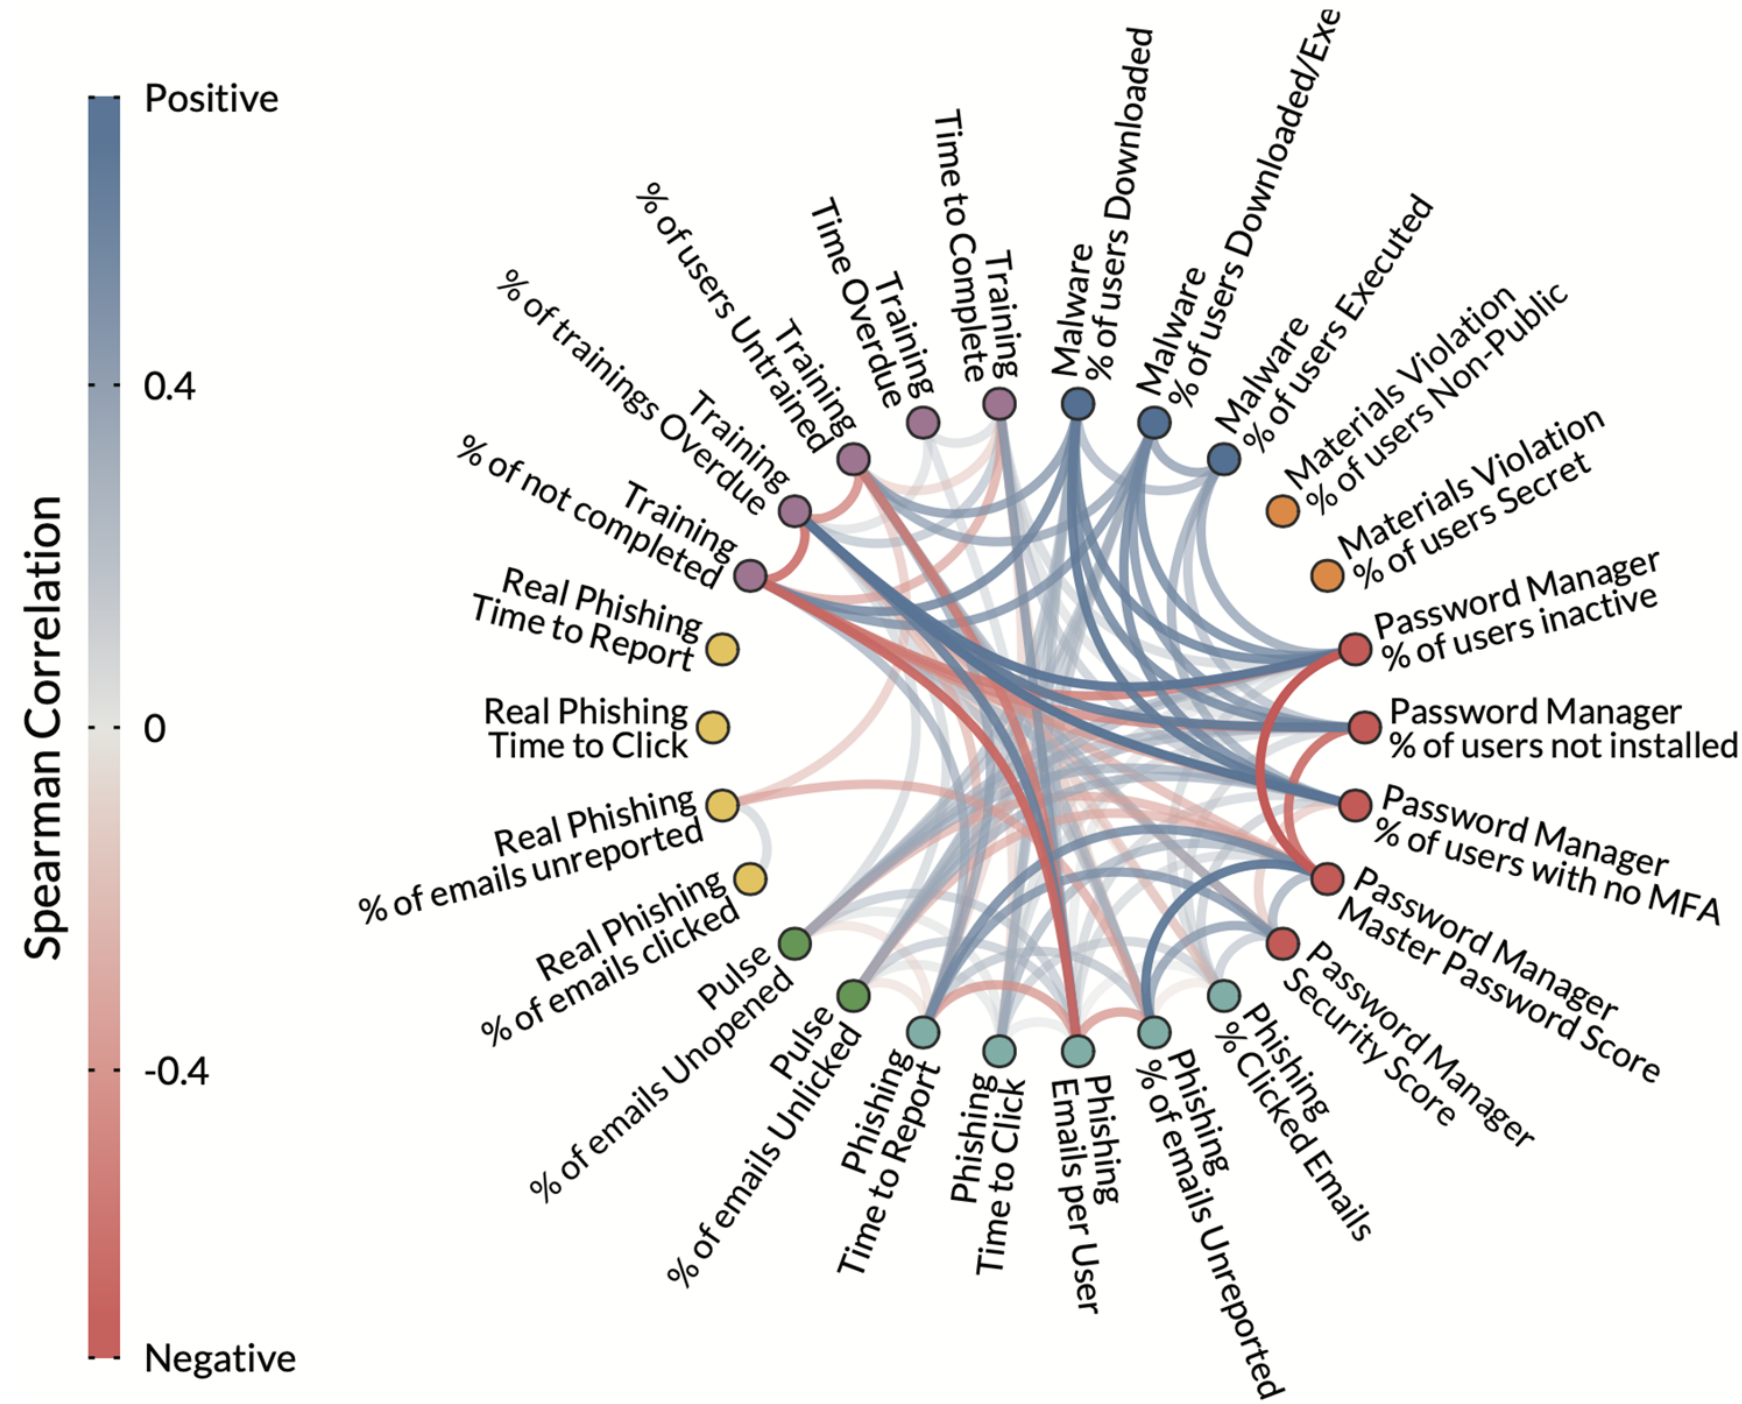 Spearman Correlation
Positive
0.4
0
-0.4
Negative
Training
Time to Complete
Malware
% of users Downloaded
Malware
% of users Downloaded/Exe
Malware
% of users Executed
Materials Violation
% of users Non-Public
Materials Violation
% of users Secret
Password Manager
% of users inactive
Password Manager
% of users not installed
Password Manager
% of users with no MFA
Password Manager
Master Password Score
Password Manager
Security Score
Phishing
% Clicked Emails
Phishing
% of emails Unreported
Phishing
Emails per User
Phishing
Time to Click
Phishing
Time to Report
Pulse
% of emails Unlicked
Pulse
% of emails Unopened
Real Phishing
% of emails clicked
Real Phishing
% of emails unreported
Real Phishing
Time to Click
Real Phishing
Time to Report
Training
% of not completed
Training
% of trainings Overdue
Training
% of users Untrained
Training
Time Overdue